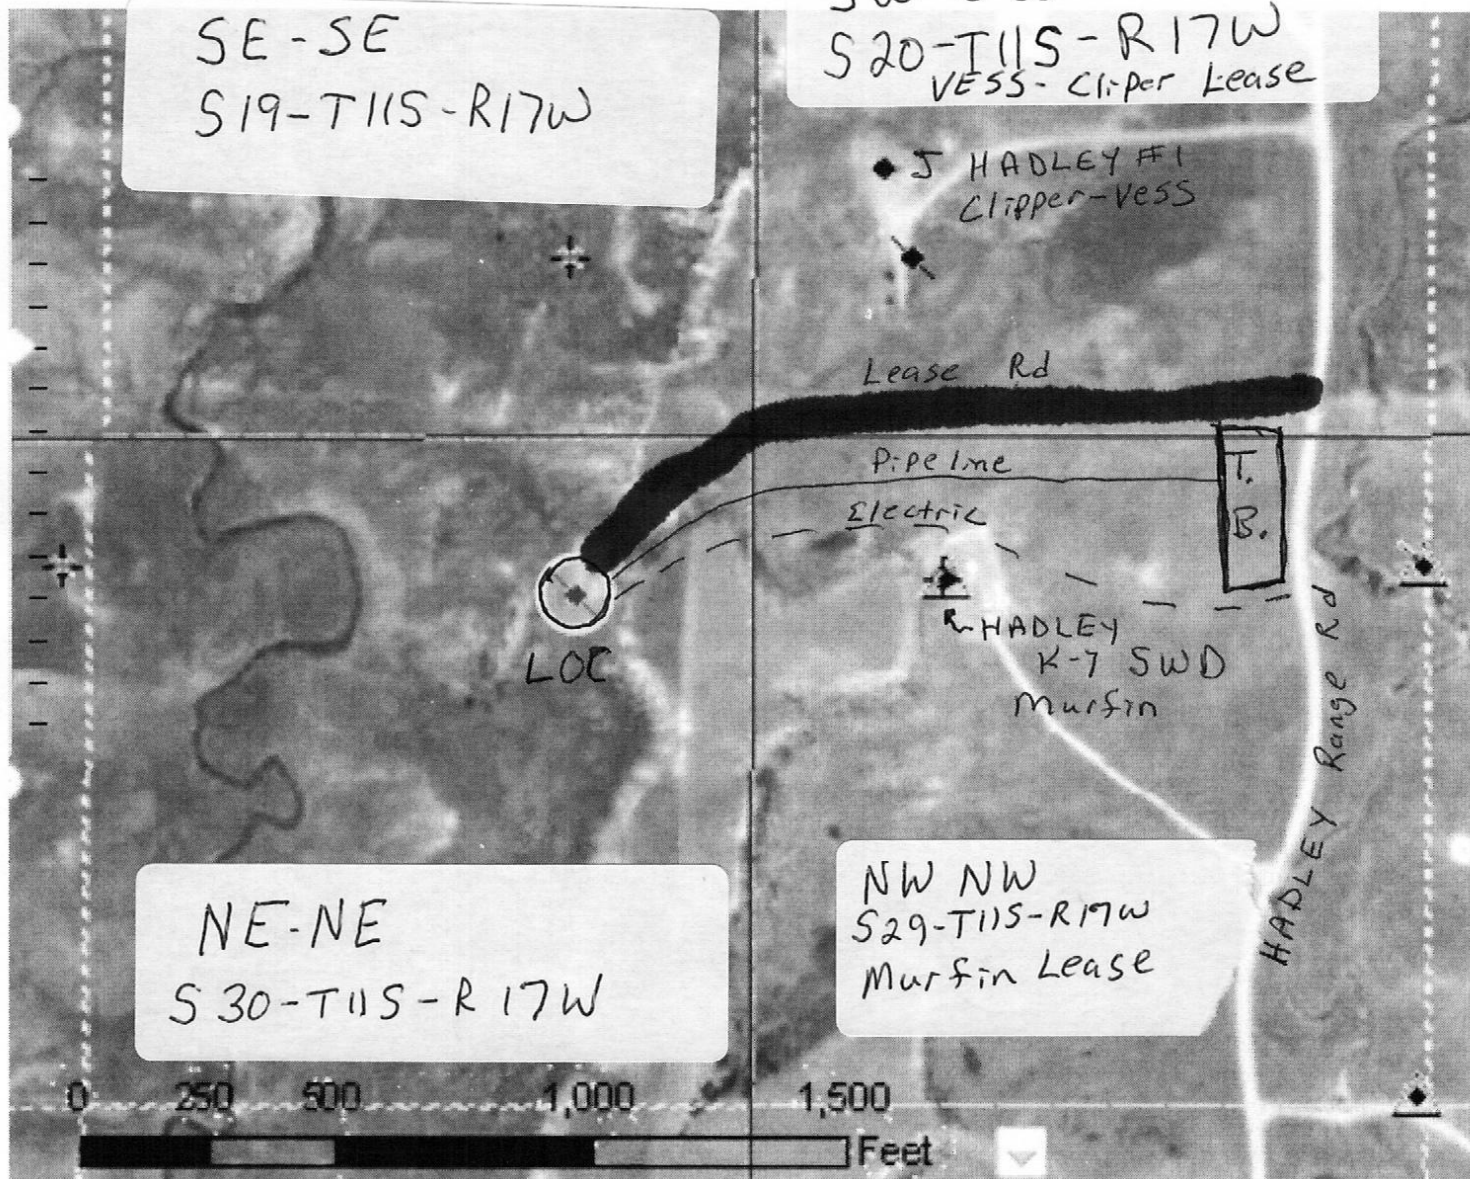 SE-SE
S19-T11S-R17W
SW
S20-T11S-R17W
VESS-Cliper Lease
J HADLEY #1
Clipper-Vess
Lease Rd
Pipeline
Electric
T.
B.
LOC
HADLEY
K-7 SWD
Murfin
HADLEY Range Rd
NE-NE
S30-T11S-R17W
NW NW
S29-T11S-R17W
Murfin Lease
0 250 500 1,000 1,500
Feet